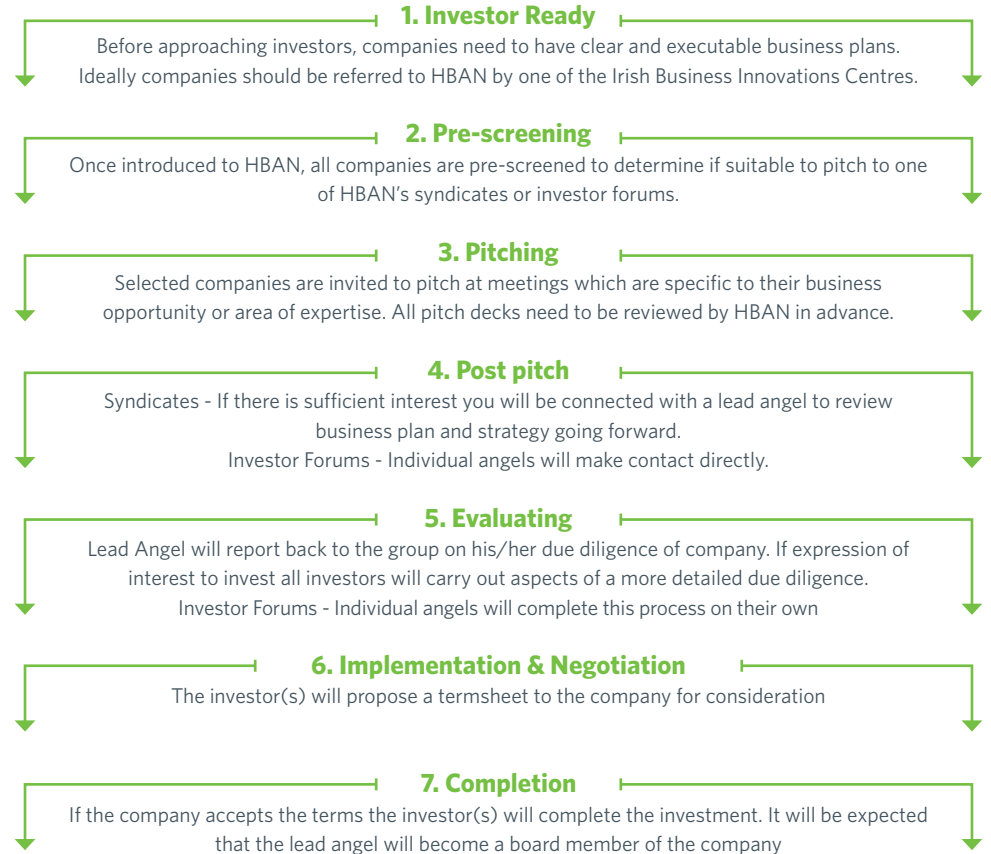 1. Investor Ready
Before approaching investors, companies need to have clear and executable business plans.
Ideally companies should be referred to HBAN by one of the Irish Business Innovations Centres.
2. Pre-screening
Once introduced to HBAN, all companies are pre-screened to determine if suitable to pitch to one
of HBAN’s syndicates or investor forums.
3. Pitching
Selected companies are invited to pitch at meetings which are specific to their business
opportunity or area of expertise. All pitch decks need to be reviewed by HBAN in advance.
4. Post pitch
Syndicates - If there is sufficient interest you will be connected with a lead angel to review
business plan and strategy going forward.
Investor Forums - Individual angels will make contact directly.
5. Evaluating
Lead Angel will report back to the group on his/her due diligence of company. If expression of
interest to invest all investors will carry out aspects of a more detailed due diligence.
Investor Forums - Individual angels will complete this process on their own
6. Implementation & Negotiation
The investor(s) will propose a termsheet to the company for consideration
7. Completion
If the company accepts the terms the investor(s) will complete the investment. It will be expected
that the lead angel will become a board member of the company